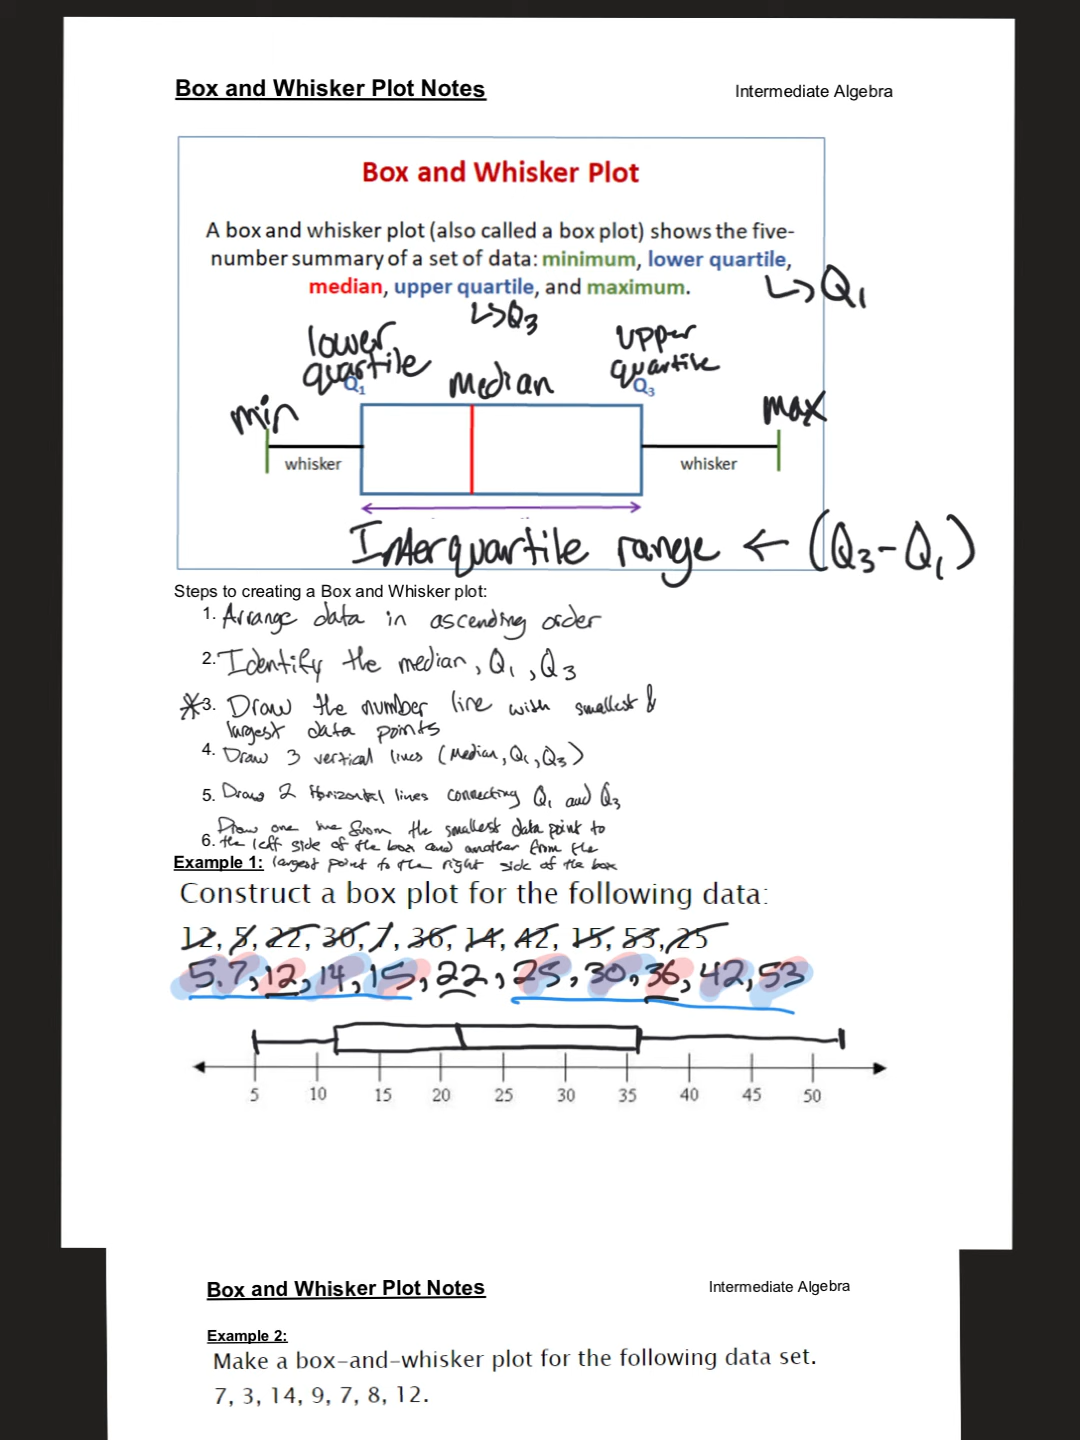 Box and Whisker Plot Notes Intermediate Algebra
Box and Whisker Plot
A box and whisker plot (also called a box plot) shows the five-
number summary of a set of data: minimum, lower quartile,
median, upper quartile, and maximum.
↳ Q1
↳ Q3
lower quartile
Q1
Median
upper quartile
Q3
min
max
whisker
whisker
Interquartile range ← (Q3-Q1)
Steps to creating a Box and Whisker plot:
1. Arrange data in ascending order
2. Identify the median, Q1, Q3
*3. Draw the number line with smallest &
largest data points
4. Draw 3 vertical lines (Median, Q1, Q3)
5. Draw 2 Horizontal lines connecting Q1 and Q3
Draw one line from the smallest data point to
6. the left side of the box and another from the
Example 1: largest point to the right side of the box
Construct a box plot for the following data:
12, 5, 22, 30, 7, 36, 14, 42, 15, 53, 25
5, 7, 12, 14, 15, 22, 25, 30, 36, 42, 53
5 10 15 20 25 30 35 40 45 50
Box and Whisker Plot Notes Intermediate Algebra
Example 2:
Make a box-and-whisker plot for the following data set.
7, 3, 14, 9, 7, 8, 12.